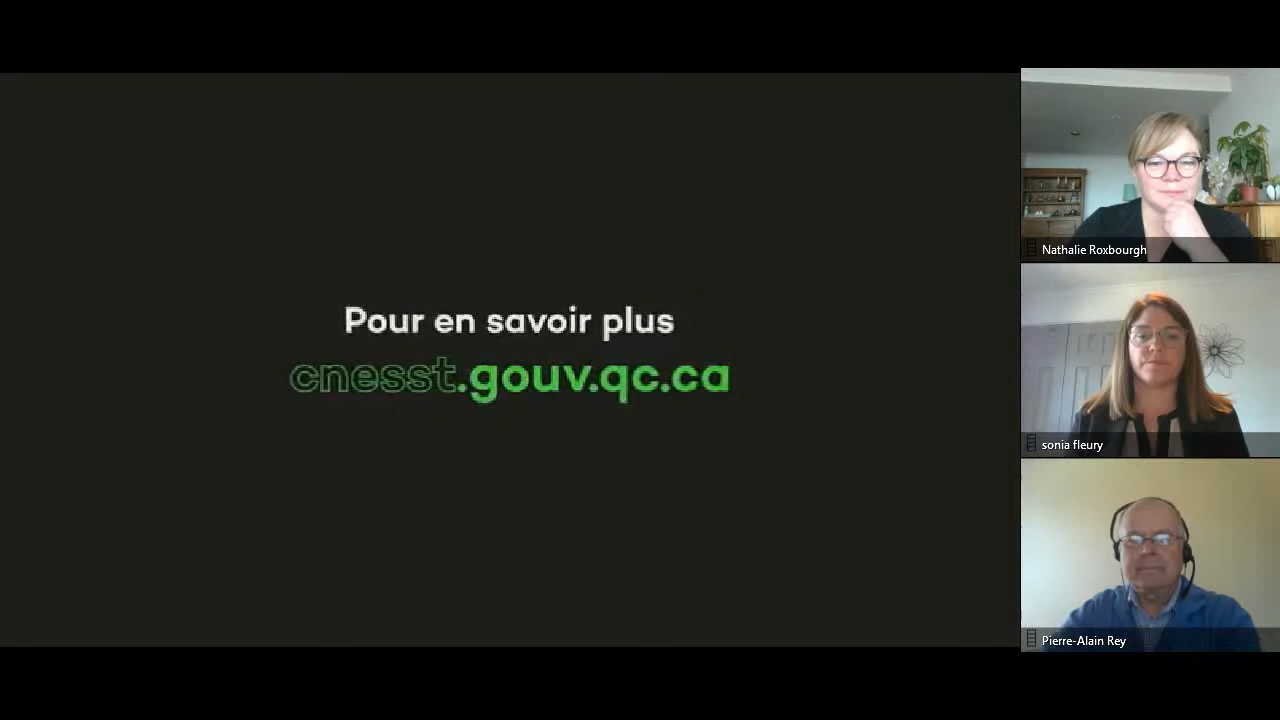 Pour en savoir plus
cnesst.gouv.qc.ca
Nathalie Roxbourgh
sonia fleury
Pierre-Alain Rey